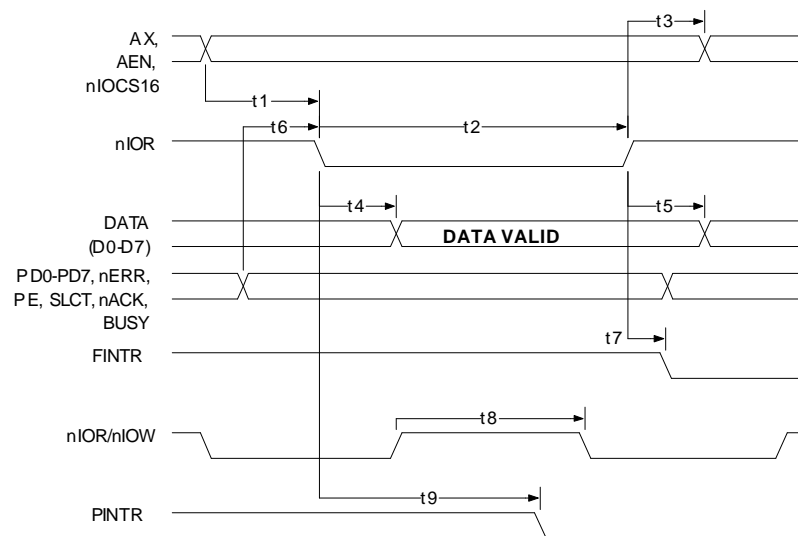 t3
AX,
AEN,
nIOCS16
t1
t6
t2
nIOR
t4
t5
DATA
(D0-D7)
DATA VALID
PD0-PD7, nERR,
PE, SLCT, nACK,
BUSY
t7
FINTR
t8
nIOR/nIOW
t9
PINTR